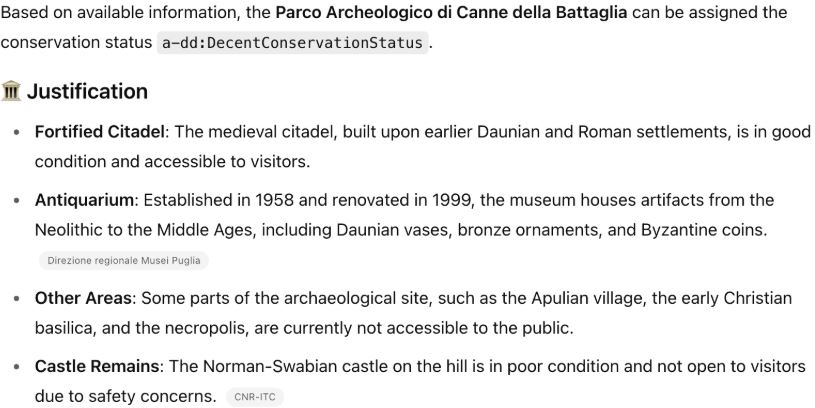 Based on available information, the Parco Archeologico di Canne della Battaglia can be assigned the
conservation status a-dd:DecentConservationStatus.
Justification
• Fortified Citadel: The medieval citadel, built upon earlier Daunian and Roman settlements, is in good
condition and accessible to visitors.
• Antiquarium: Established in 1958 and renovated in 1999, the museum houses artifacts from the
Neolithic to the Middle Ages, including Daunian vases, bronze ornaments, and Byzantine coins.
Direzione regionale Musei Puglia
• Other Areas: Some parts of the archaeological site, such as the Apulian village, the early Christian
basilica, and the necropolis, are currently not accessible to the public.
• Castle Remains: The Norman-Swabian castle on the hill is in poor condition and not open to visitors
due to safety concerns. CNR-ITC